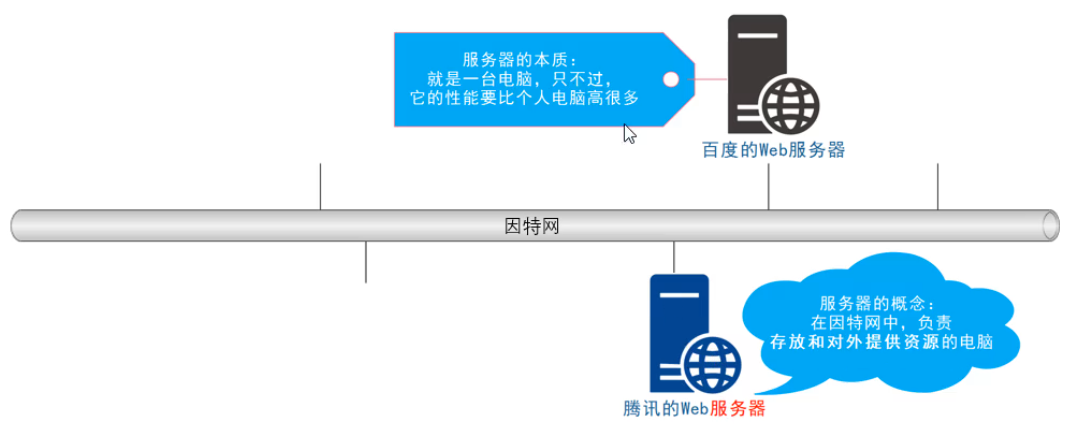 服务器的本质：
就是一台电脑，只不过，
它的性能要比个人电脑高很多
百度的Web服务器
因特网
服务器的概念：
在因特网中，负责
存放和对外提供资源的电脑
腾讯的Web服务器